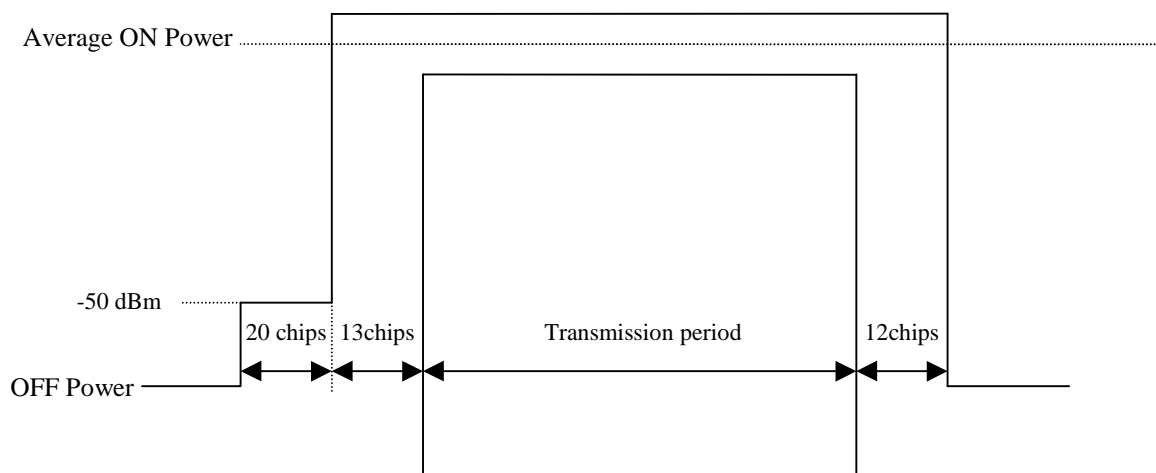 Average ON Power
-50 dBm
20 chips
13chips
Transmission period
12chips
OFF Power